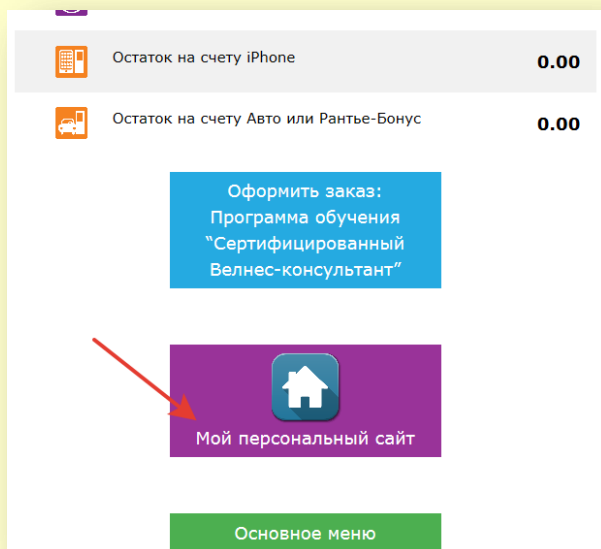 Остаток на счету iPhone
0.00
Остаток на счету Авто или Рантье-Бонус
0.00
Оформить заказ:
Программа обучения
“Сертифицированный
Велнес-консультант”
Мой персональный сайт
Основное меню